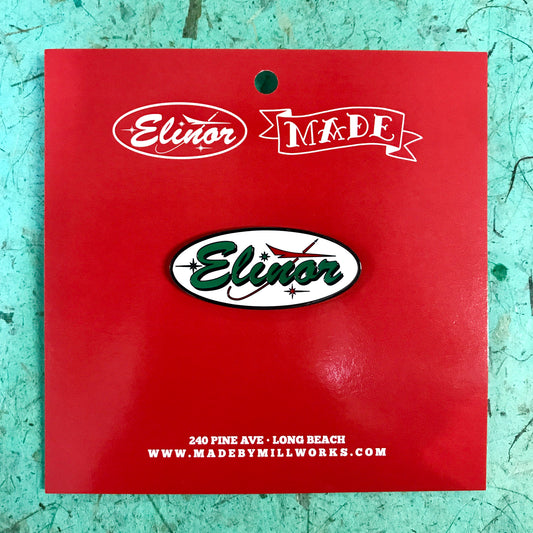 Elinor MADE
Elinor
240 PINE AVE • LONG BEACH
WWW.MADEBYMILLWORKS.COM